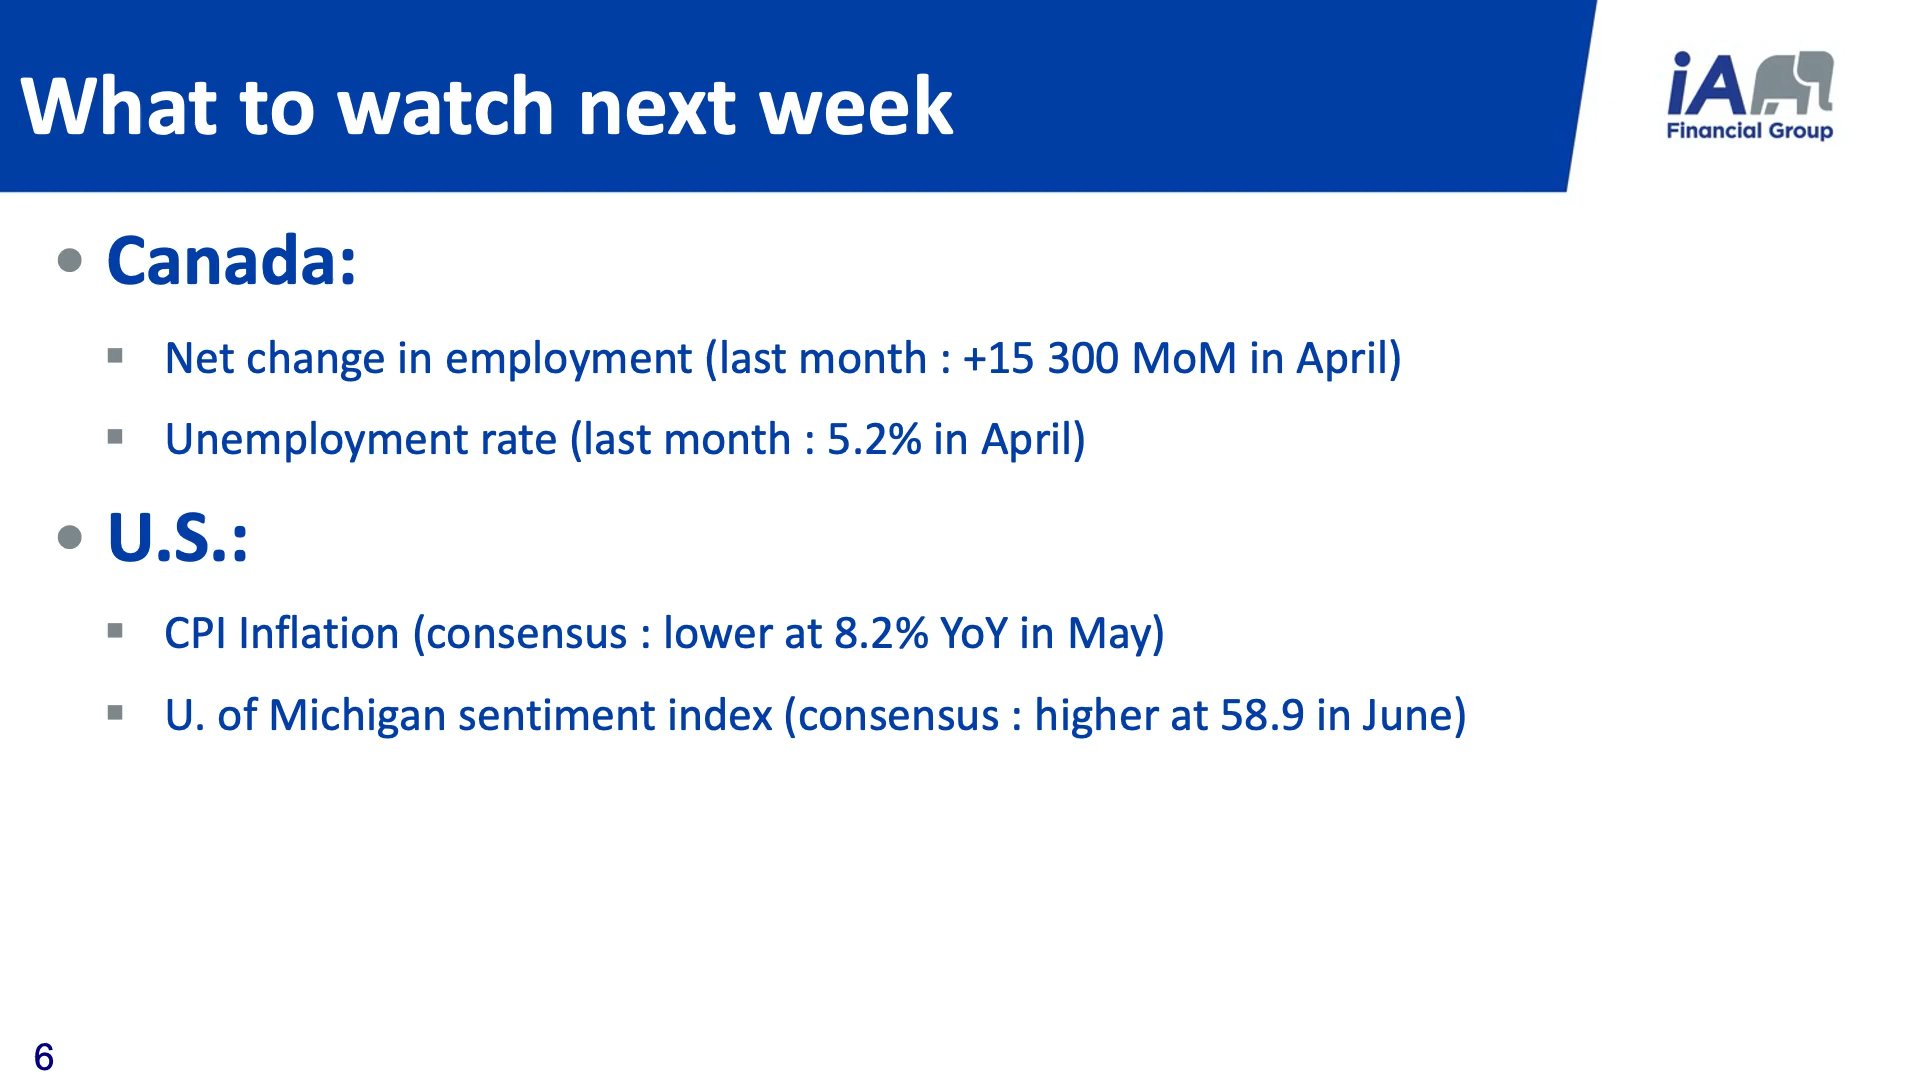 What to watch next week
iA
Financial Group
• Canada:
▪ Net change in employment (last month : +15 300 MoM in April)
▪ Unemployment rate (last month : 5.2% in April)
• U.S.:
▪ CPI Inflation (consensus : lower at 8.2% YoY in May)
▪ U. of Michigan sentiment index (consensus : higher at 58.9 in June)
6